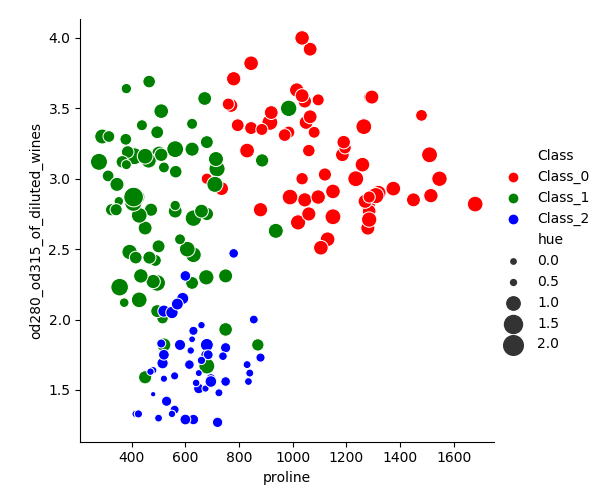 4.0
3.5
3.0
2.5
2.0
1.5
od280_od315_of_diluted_wines
400 600 800 1000 1200 1400 1600
proline
Class
Class_0
Class_1
Class_2
hue
0.0
0.5
1.0
1.5
2.0